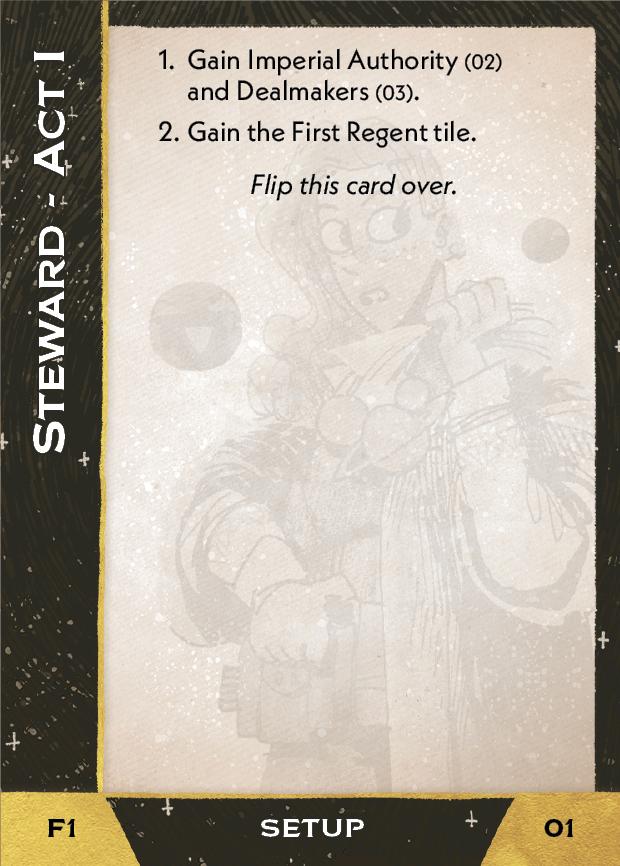 STEWARD - ACT I
1. Gain Imperial Authority (02)
and Dealmakers (03).
2. Gain the First Regent tile.
Flip this card over.
F1
SETUP
01